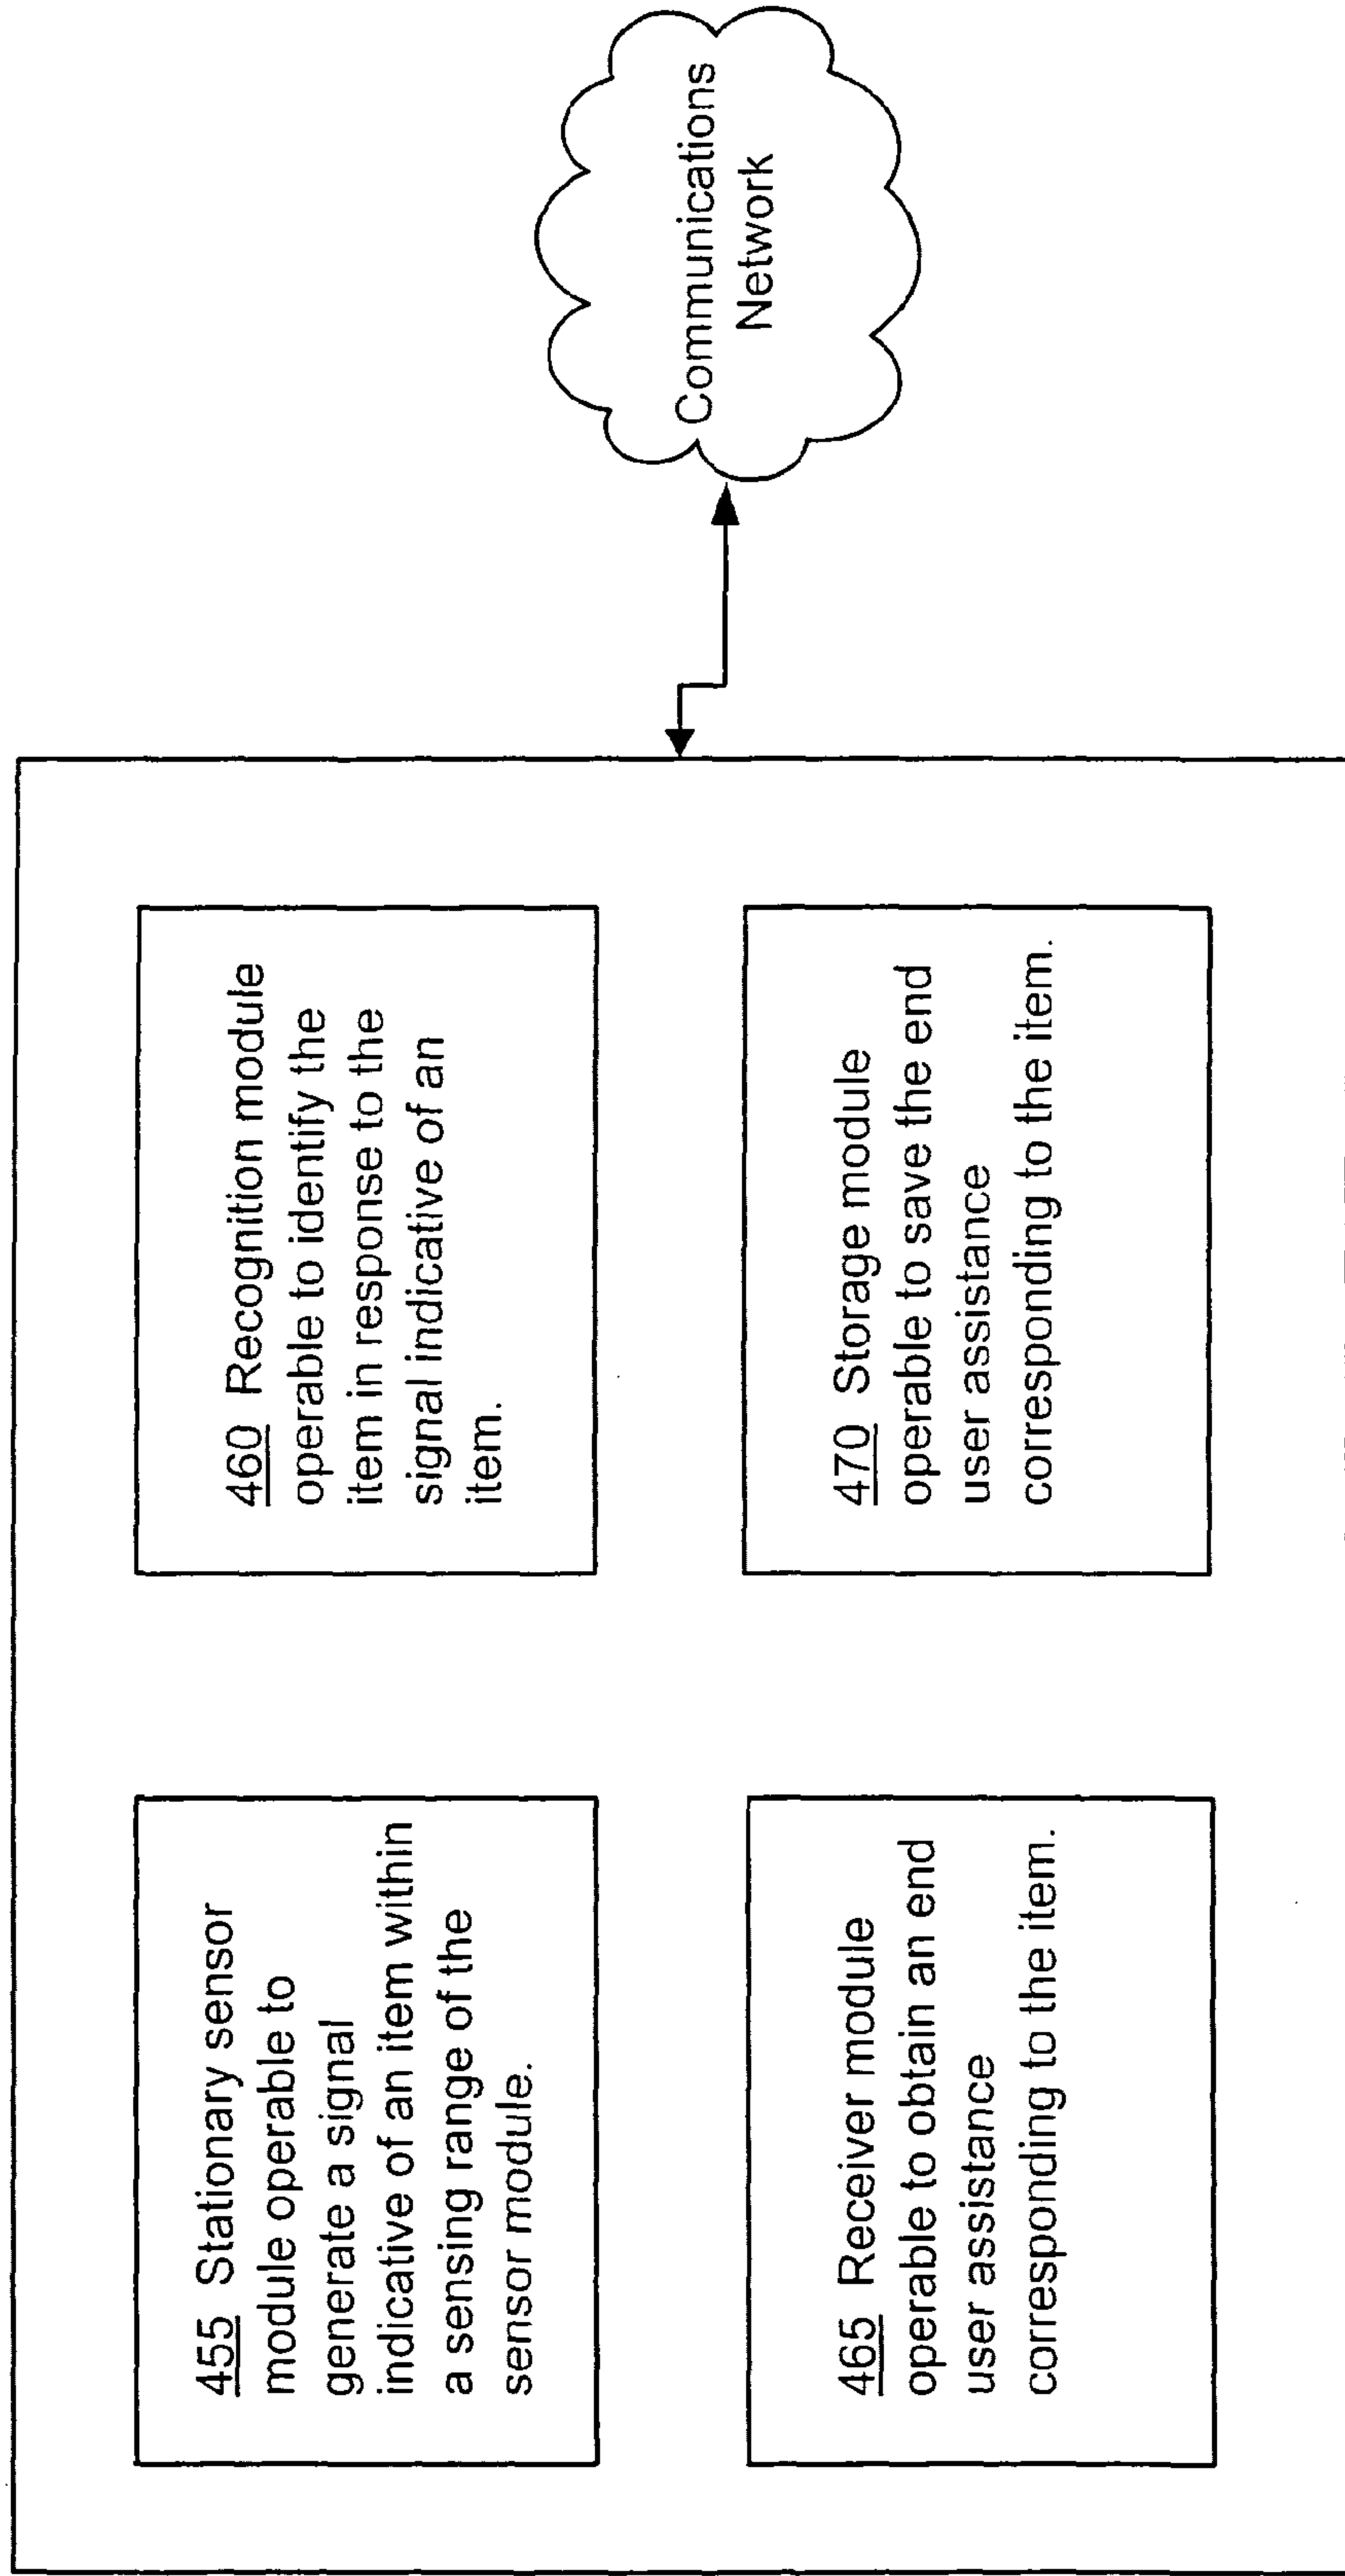 455 Stationary sensor
module operable to
generate a signal
indicative of an item within
a sensing range of the
sensor module.
460 Recognition module
operable to identify the
item in response to the
signal indicative of an
item.
465 Receiver module
operable to obtain an end
user assistance
corresponding to the item.
470 Storage module
operable to save the end
user assistance
corresponding to the item.
Communications
Network